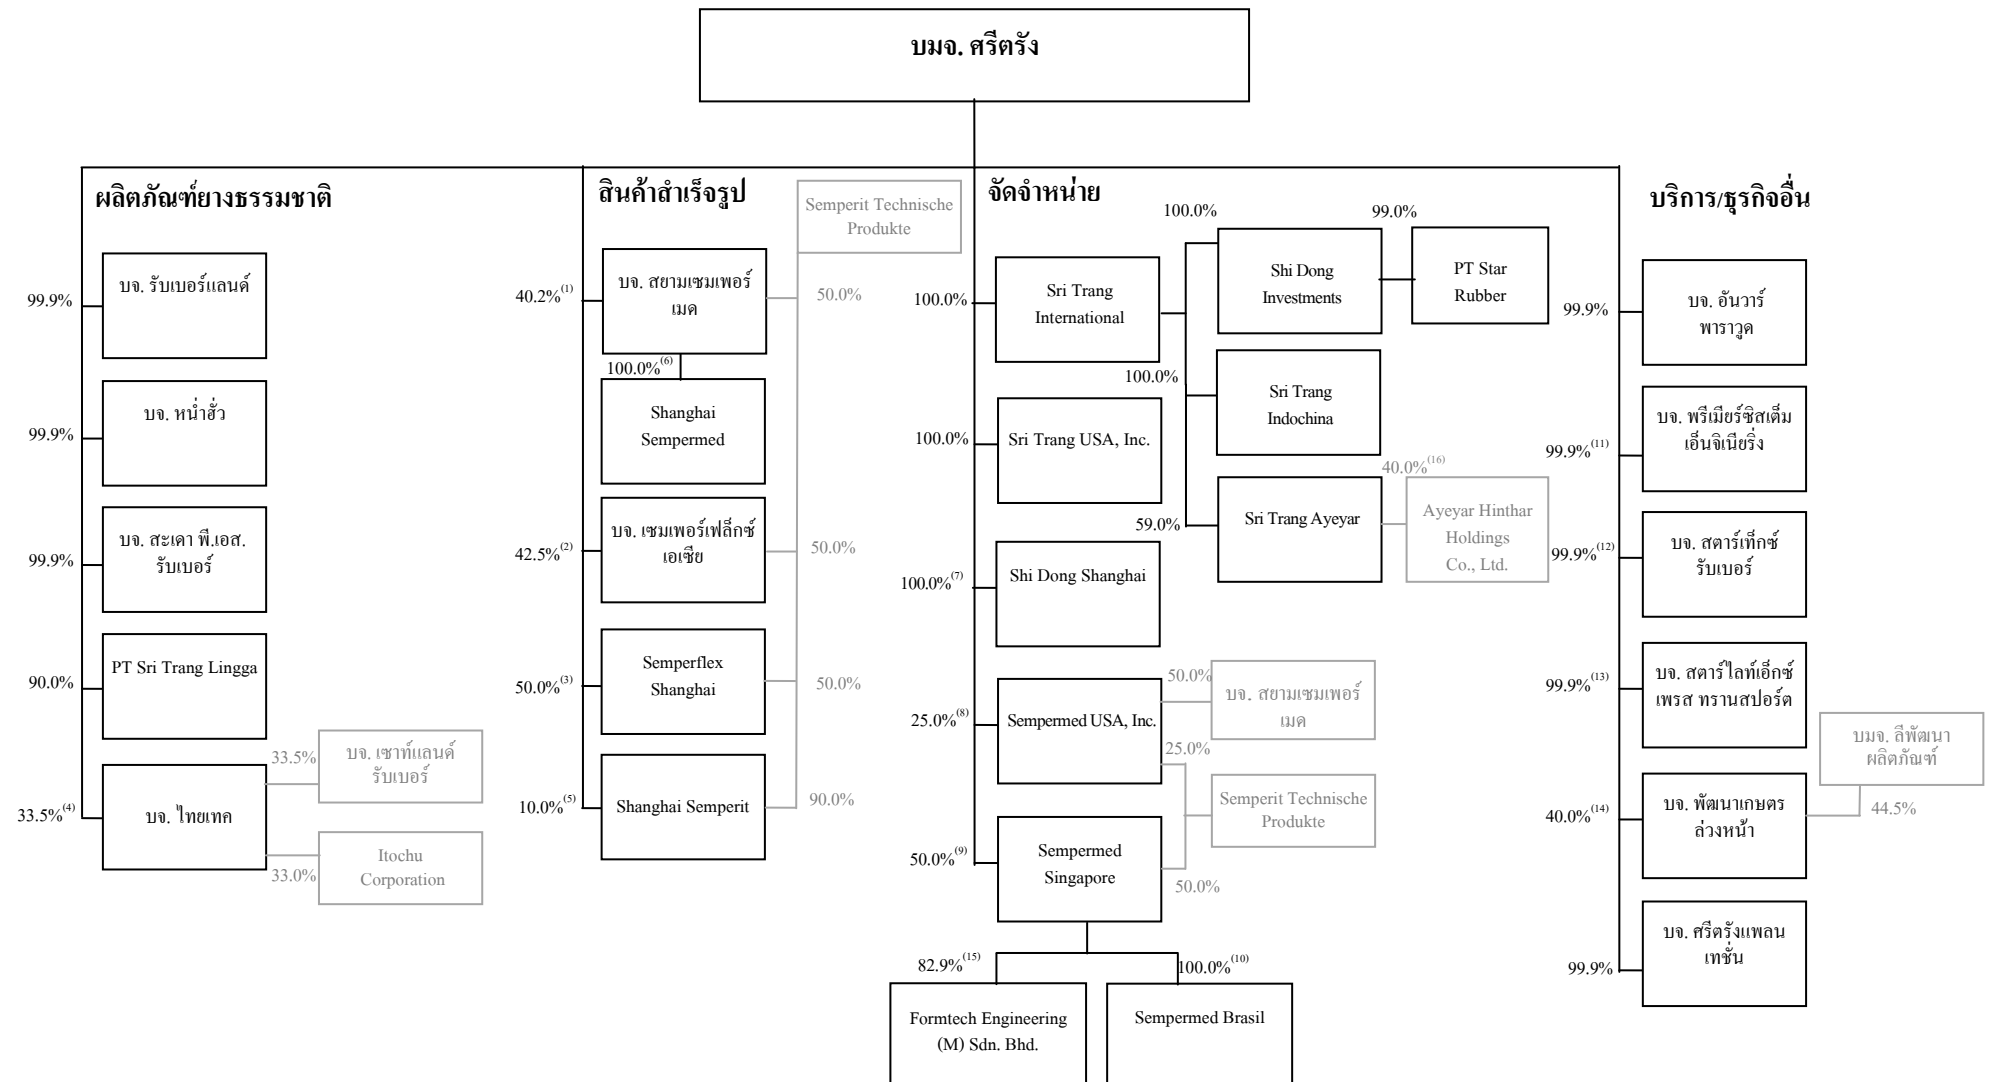 บมจ. ศรีตรัง
ผลิตภัณฑ์ยางธรรมชาติ
99.9%
บจ. รับเบอร์แลนด์
99.9%
บจ. หน่ำฮั่ว
99.9%
บจ. สะเดา พี.เอส.
รับเบอร์
90.0%
PT Sri Trang Lingga
33.5%(4)
บจ. ไทยเทค
33.5%
บจ. เซาท์แลนด์
รับเบอร์
33.0%
Itochu
Corporation
สินค้าสำเร็จรูป
Semperit Technische
Produkte
40.2%(1)
บจ. สยามเซมเพอร์
เมด
50.0%
100.0%(6)
Shanghai
Sempermed
42.5%(2)
บจ. เซมเพอร์เฟล็กซ์
เอเซีย
50.0%
50.0%(3)
Semperflex
Shanghai
50.0%
10.0%(5)
Shanghai Semperit
90.0%
จัดจำหน่าย
100.0%
Sri Trang
International
100.0%
Shi Dong
Investments
99.0%
PT Star
Rubber
100.0%
Sri Trang
Indochina
59.0%
Sri Trang Ayeyar
40.0%(16)
Ayeyar Hinthar
Holdings
Co., Ltd.
100.0%
Sri Trang USA, Inc.
100.0%(7)
Shi Dong Shanghai
25.0%(8)
Sempermed USA, Inc.
50.0%
บจ. สยามเซมเพอร์
เมด
25.0%
Semperit Technische
Produkte
50.0%(9)
Sempermed
Singapore
50.0%
82.9%(15)
Formtech Engineering
(M) Sdn. Bhd.
100.0%(10)
Sempermed Brasil
บริการ/ธุรกิจอื่น
99.9%
บจ. อันวาร์
พาราวูด
99.9%(11)
บจ. พรีเมียร์ซิสเต็ม
เอ็นจิเนียริ่ง
99.9%(12)
บจ. สตาร์เท็กซ์
รับเบอร์
99.9%(13)
บจ. สตาร์ไลท์เอ็กซ์
เพรส ทรานสปอร์ต
40.0%(14)
บจ. พัฒนาเกษตร
ล่วงหน้า
บมจ. ลีพัฒนา
ผลิตภัณฑ์
44.5%
99.9%
บจ. ศรีตรังแพลน
เทชั่น